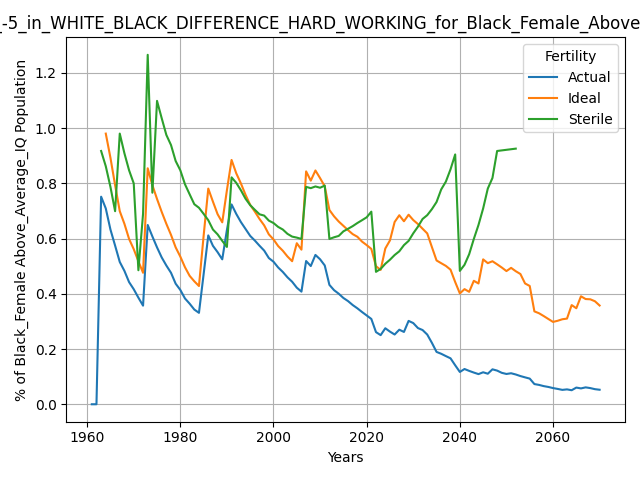 _-5_in_WHITE_BLACK_DIFFERENCE_HARD_WORKING_for_Black_Female_Above
% of Black_Female Above_Average_IQ Population
1.2
1.0
0.8
0.6
0.4
0.2
0.0
1960
1980
2000
2020
2040
2060
Years
Fertility
Actual
Ideal
Sterile